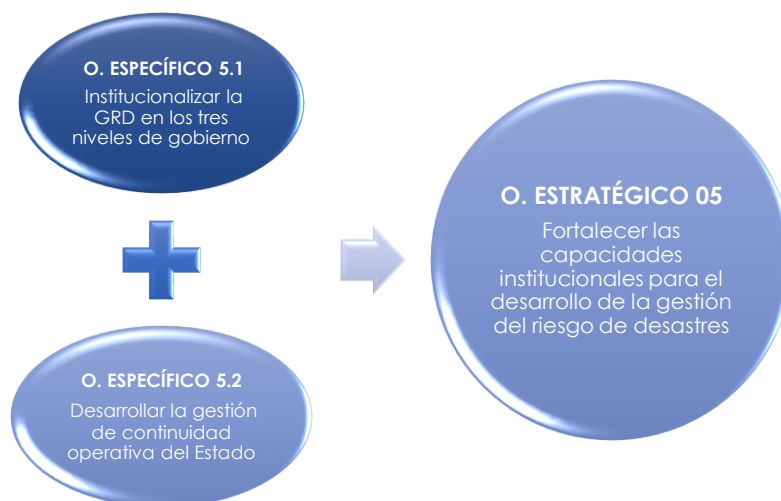 O. ESPECÍFICO 5.1
Institucionalizar la
GRD en los tres
niveles de gobierno
O. ESPECÍFICO 5.2
Desarrollar la gestión
de continuidad
operativa del Estado
O. ESTRATÉGICO 05
Fortalecer las
capacidades
institucionales para el
desarrollo de la gestión
del riesgo de desastres